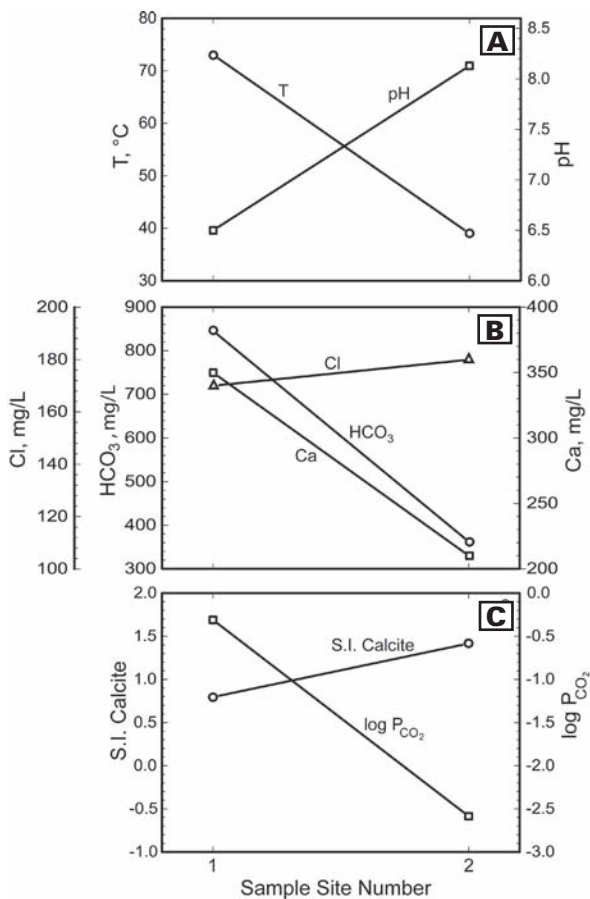 A
80
70
60
50
40
30
T, °C
T
pH
8.5
8.0
7.5
7.0
6.5
6.0
pH
B
200
180
160
140
120
100
Cl, mg/L
900
800
700
600
500
400
300
HCO₃, mg/L
Cl
HCO₃
Ca
400
350
300
250
200
Ca, mg/L
C
2.0
1.5
1.0
0.5
0.0
-0.5
-1.0
S.I. Calcite
S.I. Calcite
log P_CO₂
0.0
-0.5
-1.0
-1.5
-2.0
-2.5
-3.0
log P_CO₂
1
2
Sample Site Number